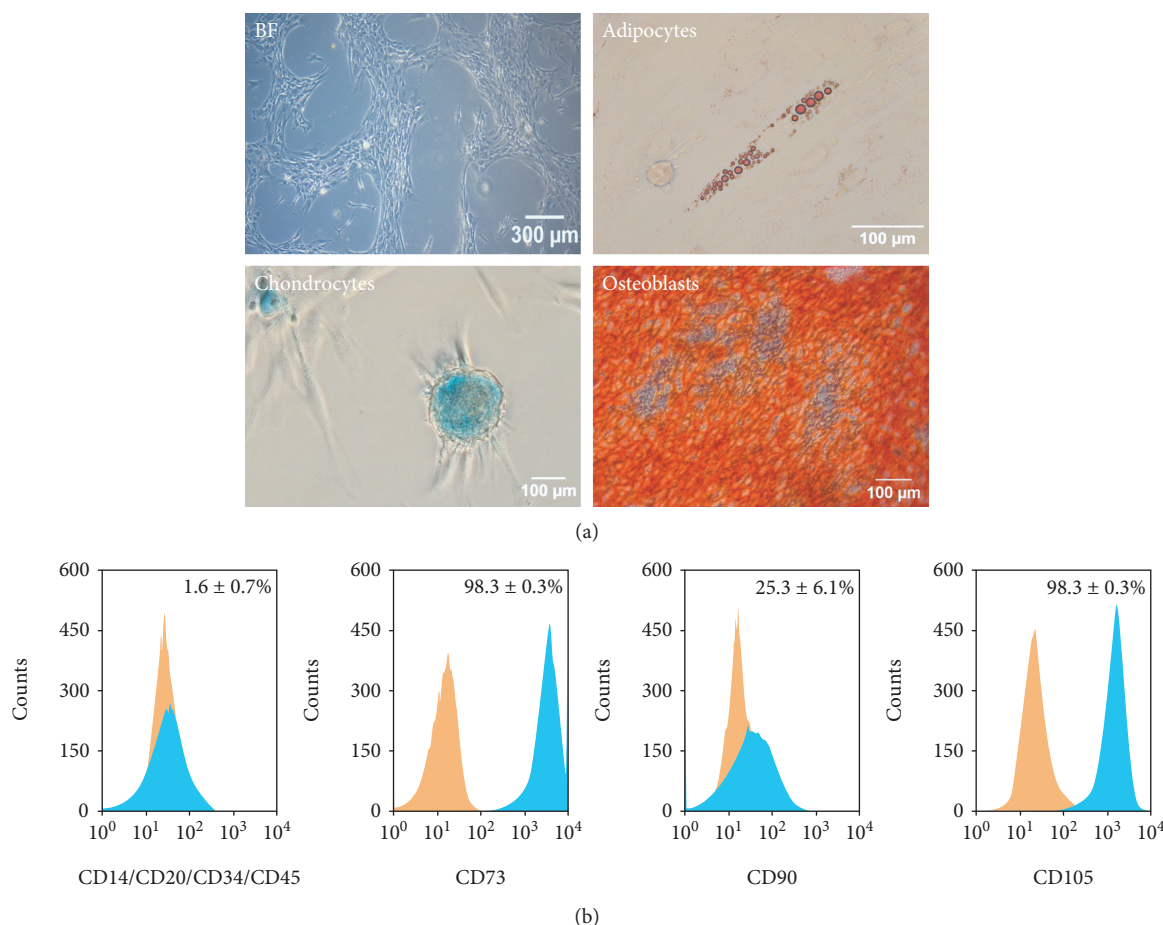 BF
300 µm
Adipocytes
100 µm
Chondrocytes
100 µm
Osteoblasts
100 µm
(a)
600
450
300
150
0
Counts
1.6 ± 0.7%
10⁰ 10¹ 10² 10³ 10⁴
CD14/CD20/CD34/CD45
600
450
300
150
0
Counts
98.3 ± 0.3%
10⁰ 10¹ 10² 10³ 10⁴
CD73
600
450
300
150
0
Counts
25.3 ± 6.1%
10⁰ 10¹ 10² 10³ 10⁴
CD90
600
450
300
150
0
Counts
98.3 ± 0.3%
10⁰ 10¹ 10² 10³ 10⁴
CD105
(b)